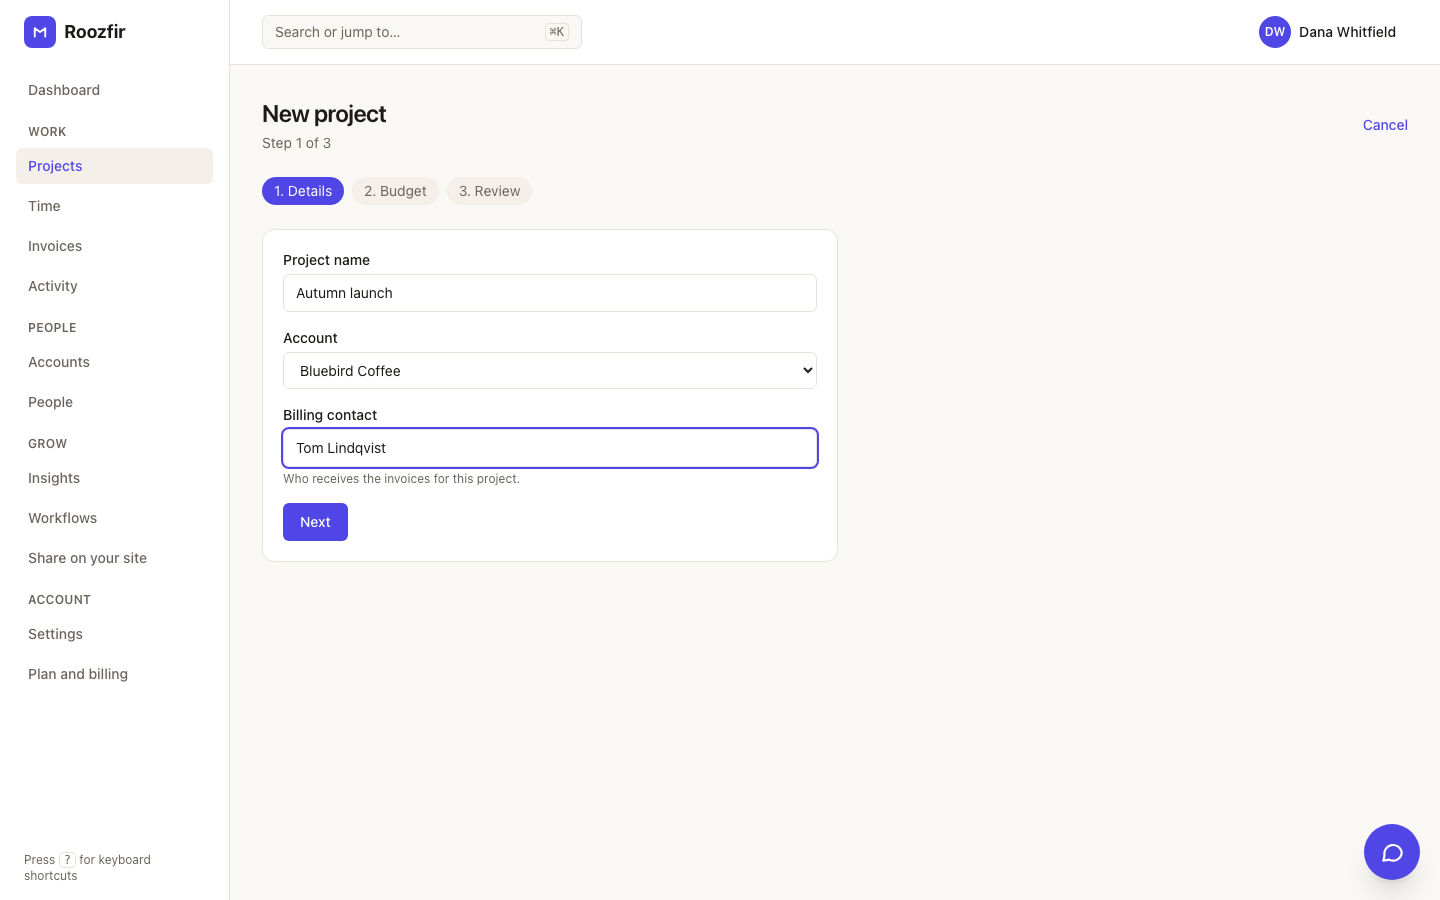 Roozfir
Search or jump to...
⌘K
DW
Dana Whitfield
Dashboard
WORK
Projects
Time
Invoices
Activity
PEOPLE
Accounts
People
GROW
Insights
Workflows
Share on your site
ACCOUNT
Settings
Plan and billing
Press ? for keyboard
shortcuts
New project
Step 1 of 3
Cancel
1. Details
2. Budget
3. Review
Project name
Autumn launch
Account
Bluebird Coffee
Billing contact
Tom Lindqvist
Who receives the invoices for this project.
Next